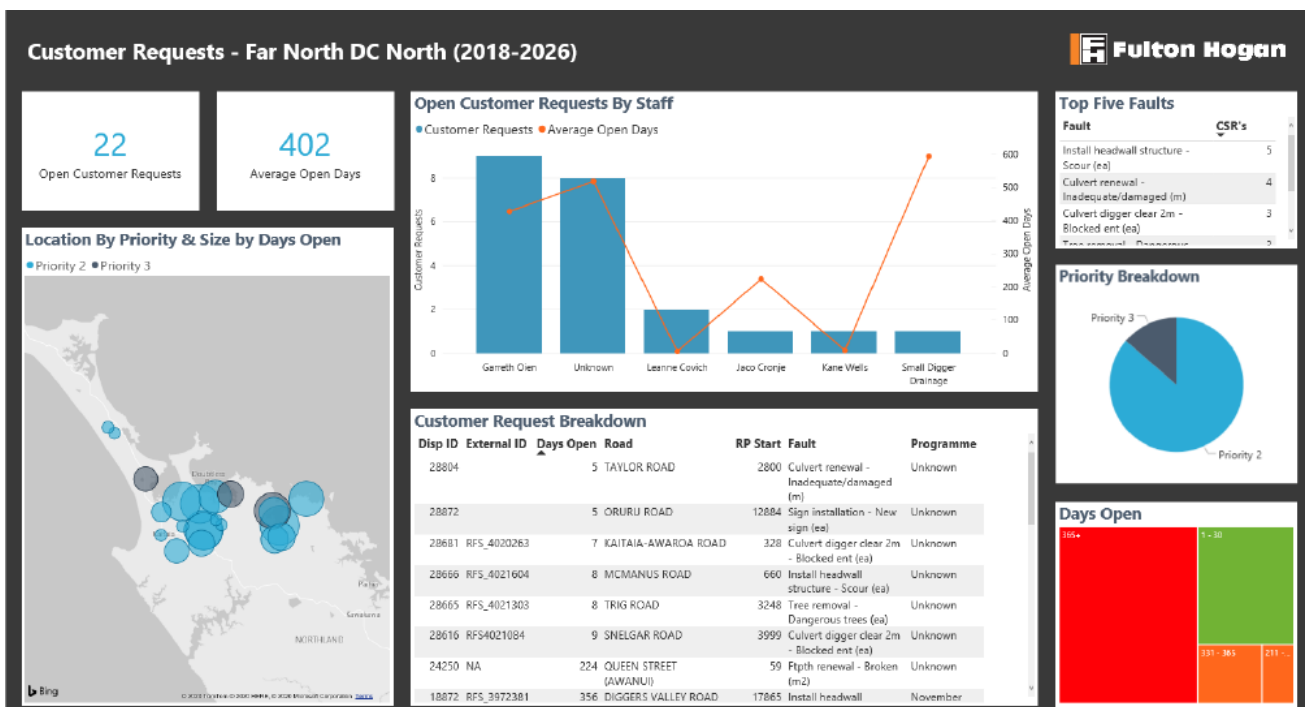 Customer Requests - Far North DC North (2018-2026)
Fulton Hogan
22
Open Customer Requests
402
Average Open Days
Location By Priority & Size by Days Open
Priority 2 Priority 3
NORTHLAND
Bing
Open Customer Requests By Staff
Customer Requests Average Open Days
Customer Requests
8
6
4
2
0
600
500
400
300
200
100
0
Average Open Days
Garreth Olen
Unknown
Leanne Covich
Jaco Cronje
Kane Wells
Small Digger
Drainage
Customer Request Breakdown
Disp ID External ID Days Open Road RP Start Fault Programme
28804 5 TAYLOR ROAD 2800 Culvert renewal - Unknown
Inadequate/damaged
(m)
28872 5 ORURU ROAD 12884 Sign installation - New Unknown
sign (ea)
28681 RFS_4020263 7 KAITAIA-AWAROA ROAD 328 Culvert digger clear 2m Unknown
- Blocked ent (ea)
28666 RFS_4021604 8 MCMANUS ROAD 660 Install headwall Unknown
structure - Scour (ea)
28665 RFS_4021303 8 TRIG ROAD 3248 Tree removal - Unknown
Dangerous trees (ea)
28616 RFS4021084 9 SNELGAR ROAD 3999 Culvert digger clear 2m Unknown
- Blocked ent (ea)
24250 NA 224 QUEEN STREET 59 Ftpth renewal - Broken Unknown
(AWANUI) (m2)
18872 RFS_3972381 356 DIGGERS VALLEY ROAD 17865 Install headwall November
Top Five Faults
Fault CSR's
Install headwall structure - 5
Scour (ea)
Culvert renewal - 4
Inadequate/damaged (m)
Culvert digger clear 2m - 3
Blocked ent (ea)
Tree removal - Dangerous 2
Priority Breakdown
Priority 3
Priority 2
Days Open
365+
1 - 30
331 - 365
211 - ...